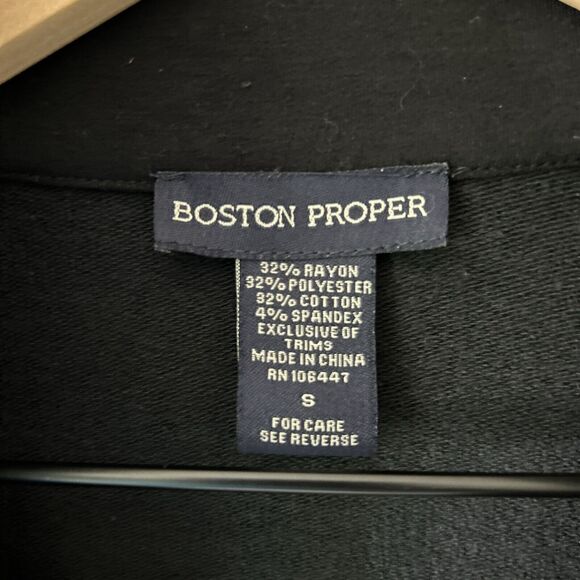 BOSTON PROPER
32% RAYON
32% POLYESTER
32% COTTON
4% SPANDEX
EXCLUSIVE OF
TRIMS
MADE IN CHINA
RN 106447
S
FOR CARE
SEE REVERSE